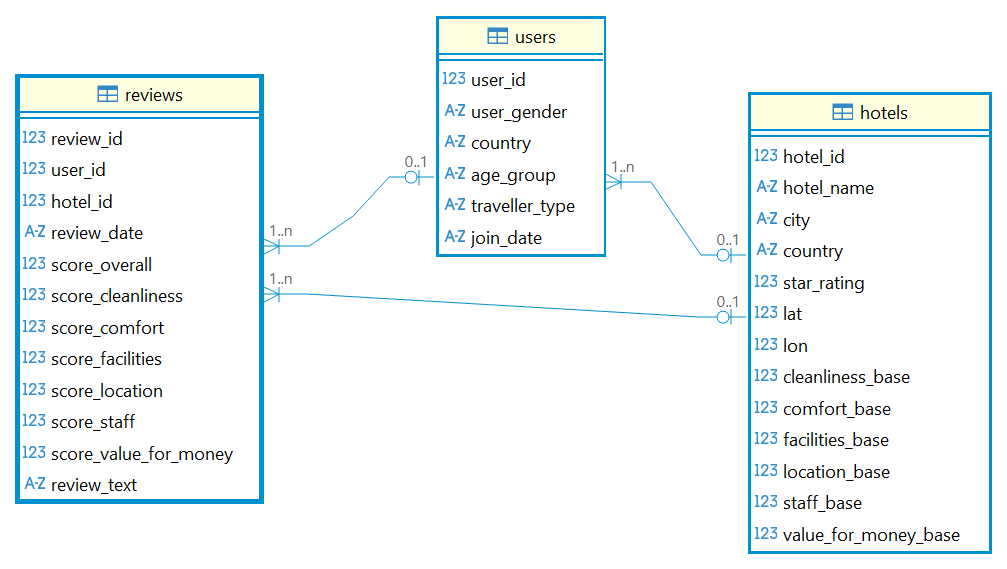 reviews
123 review_id
123 user_id
123 hotel_id
A-Z review_date
123 score_overall
123 score_cleanliness
123 score_comfort
123 score_facilities
123 score_location
123 score_staff
123 score_value_for_money
A-Z review_text
1..n
1..n
0..1
users
123 user_id
A-Z user_gender
A-Z country
A-Z age_group
A-Z traveller_type
A-Z join_date
1..n
0..1
0..1
hotels
123 hotel_id
A-Z hotel_name
A-Z city
A-Z country
123 star_rating
123 lat
123 lon
123 cleanliness_base
123 comfort_base
123 facilities_base
123 location_base
123 staff_base
123 value_for_money_base